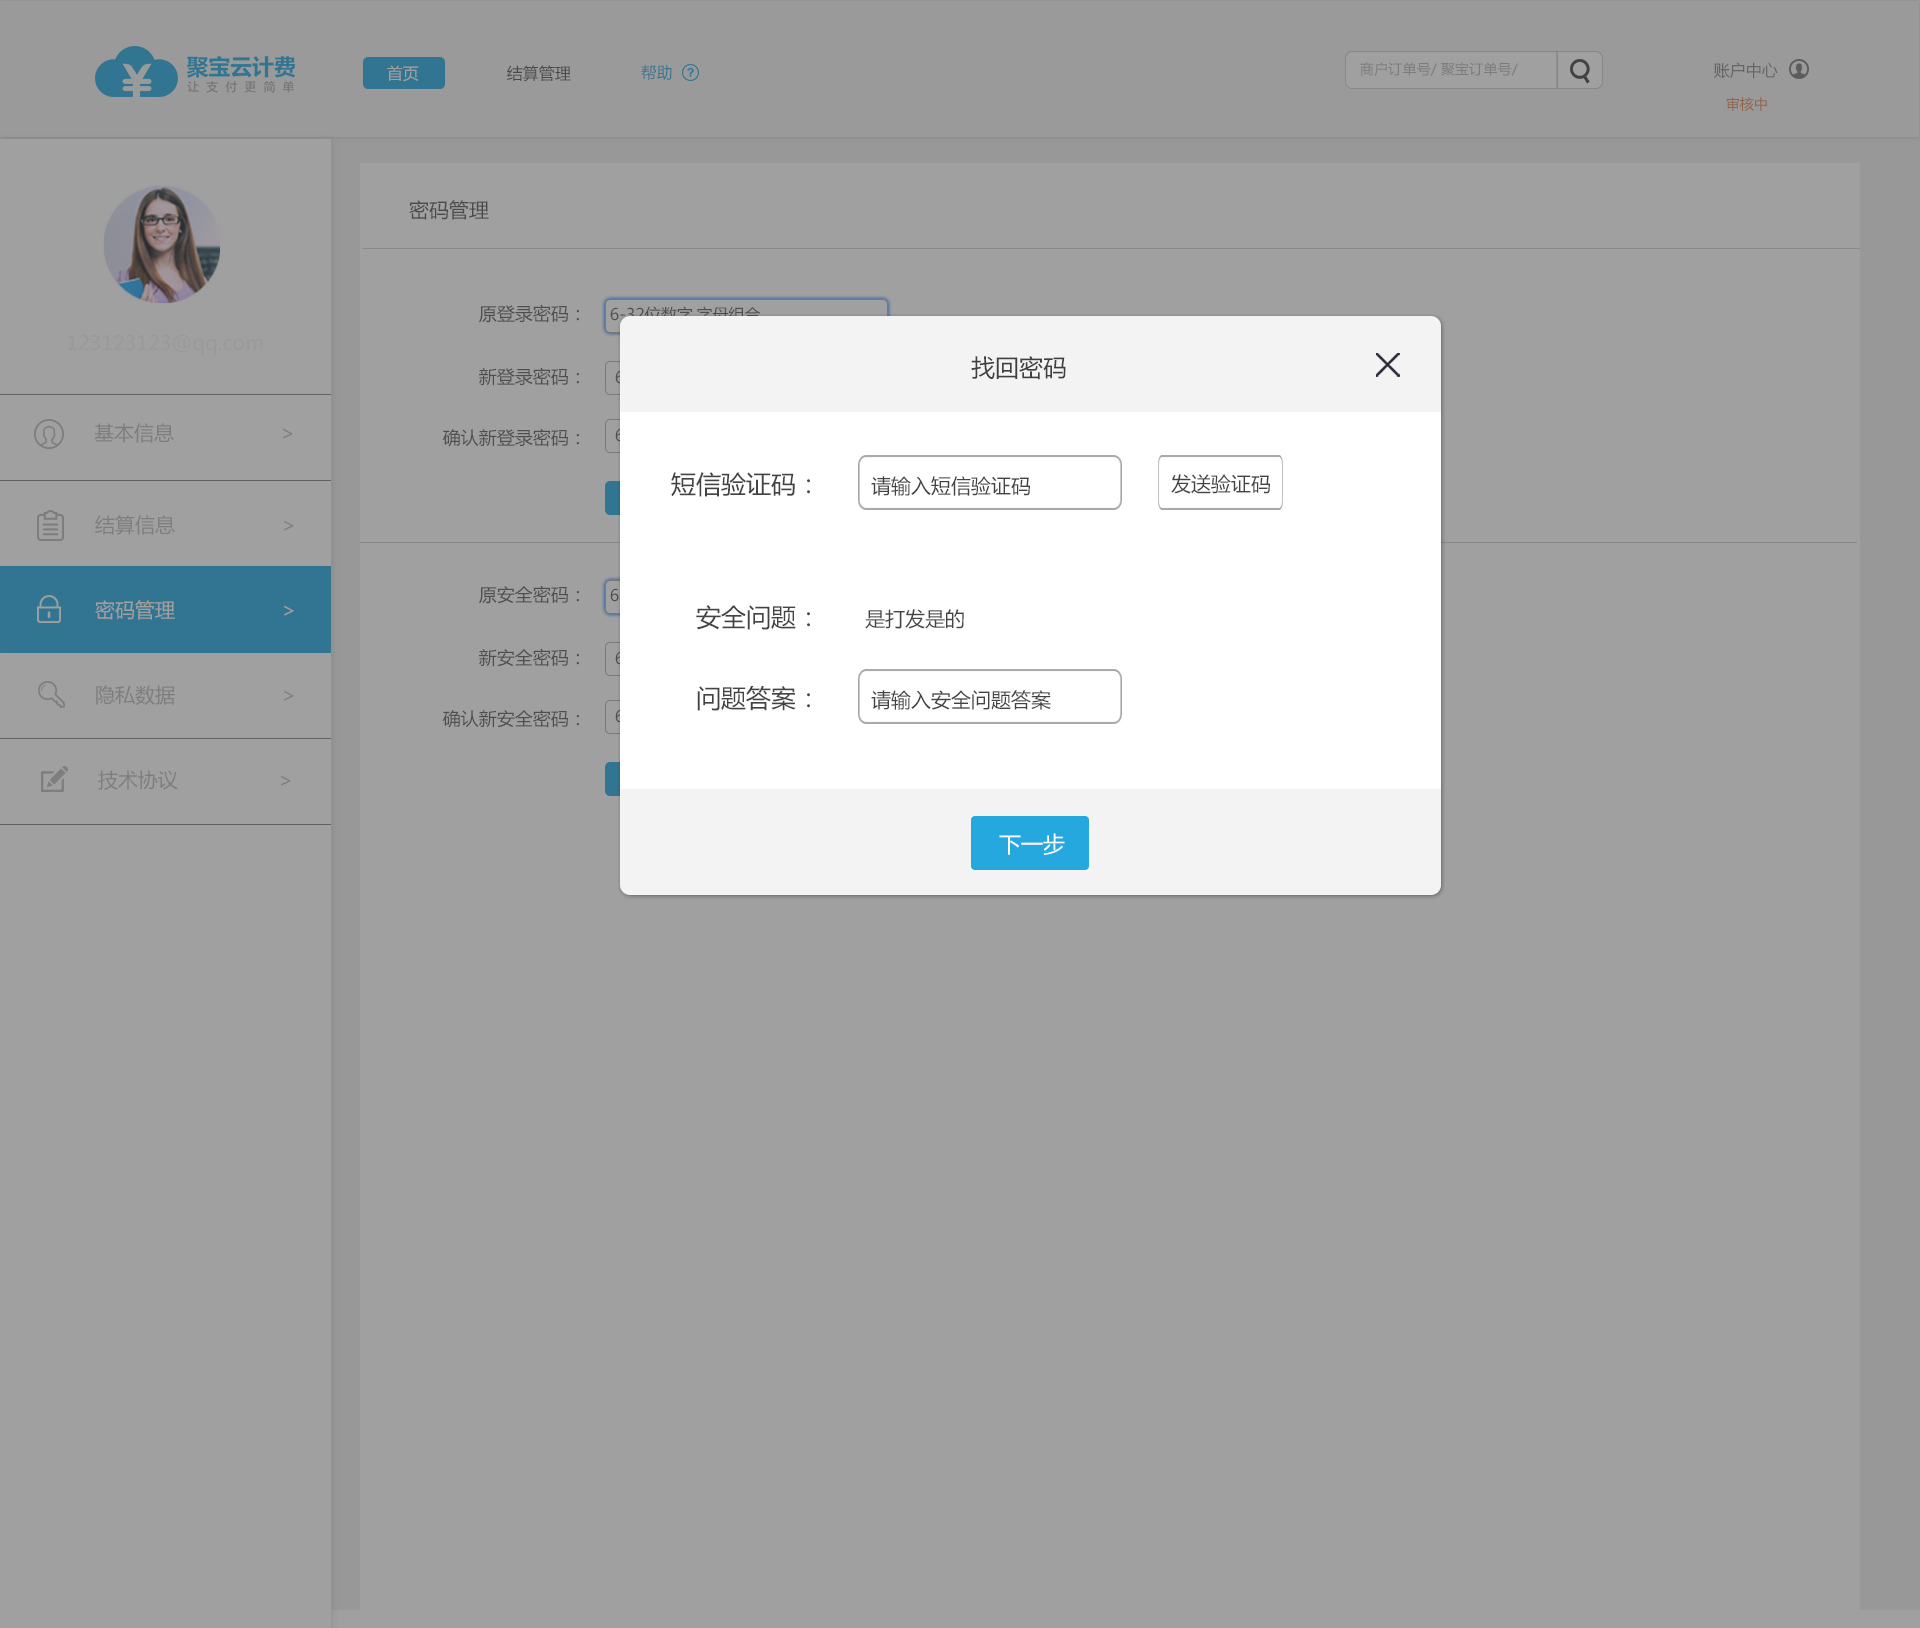 聚宝云计费
让支付更简单
首页
结算管理
帮助 ?
商户订单号/ 聚宝订单号/
账户中心
审核中
123123123@qq.com
基本信息 >
结算信息 >
密码管理 >
隐私数据 >
技术协议 >
密码管理
原登录密码： 6-32位数字 字母组合
新登录密码： 6
确认新登录密码： 6
原安全密码： 6
新安全密码： 6
确认新安全密码： 6
找回密码
短信验证码： 请输入短信验证码 发送验证码
安全问题： 是打发是的
问题答案： 请输入安全问题答案
下一步